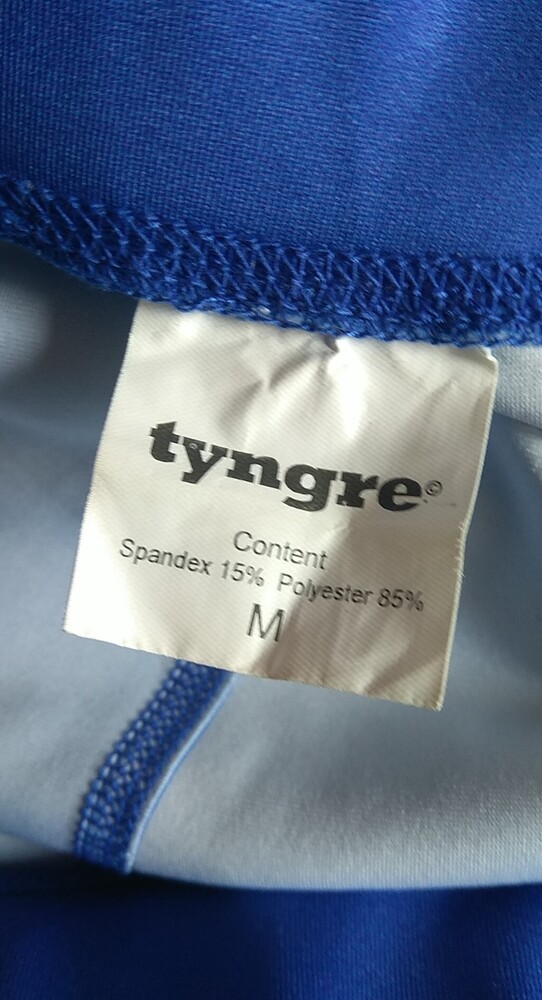 tyngre©
Content
Spandex 15% Polyester 85%
M